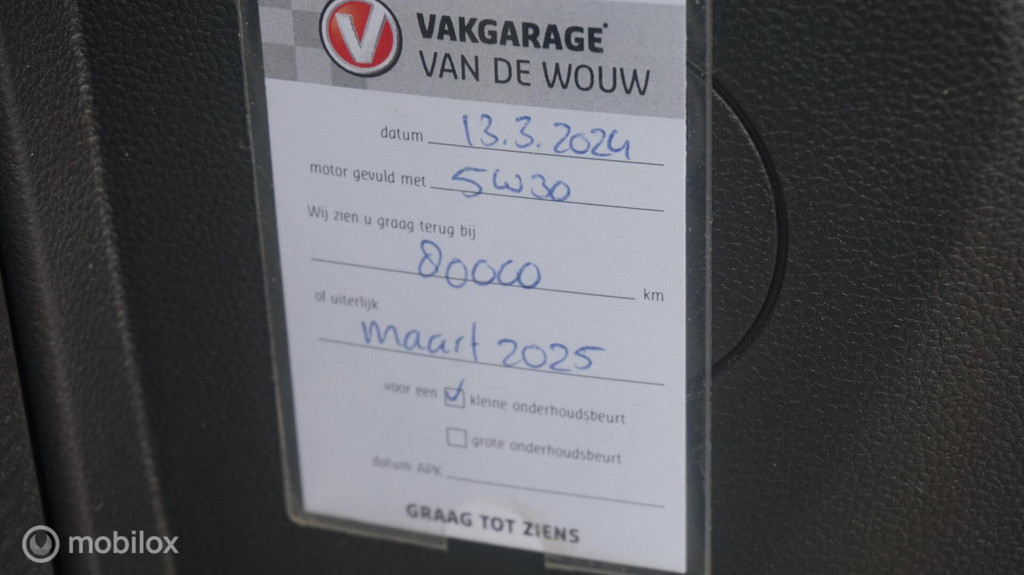 V
VAKGARAGE
VAN DE WOUW
datum 13.3.2024
motor gevuld met 5W30
Wij zien u graag terug bij
80000 km
of uiterlijk
maart 2025
voor een kleine onderhoudsbeurt
grote onderhoudsbeurt
datum APK
GRAAG TOT ZIENS
mobilox